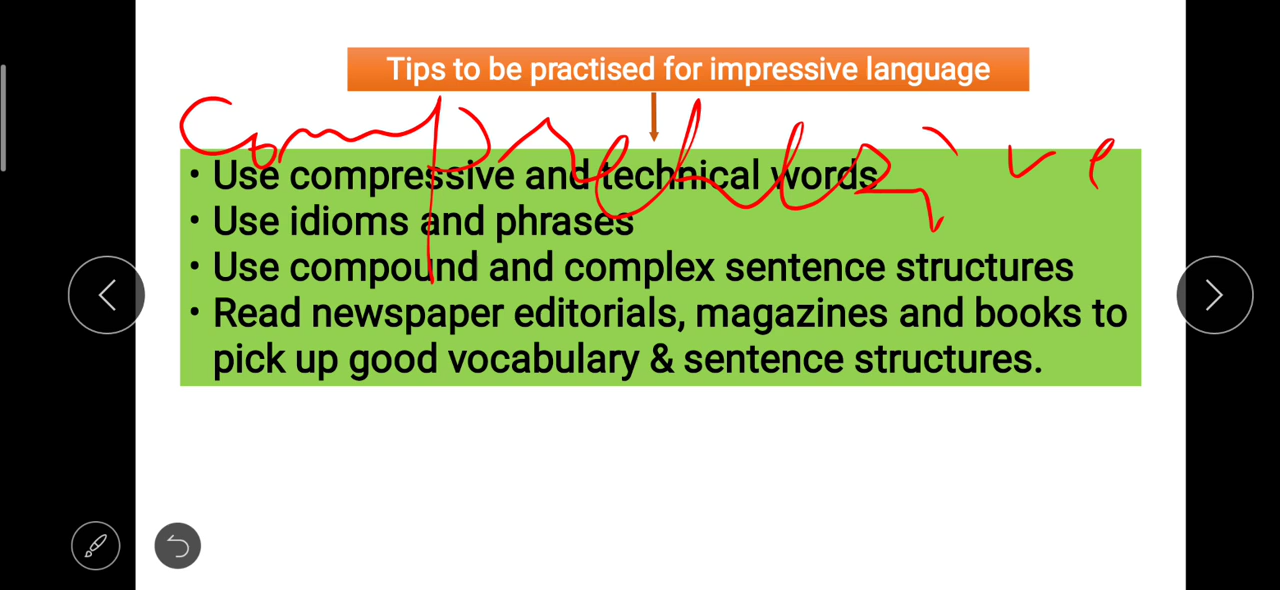 Tips to be practised for impressive language
Comprehensive
• Use compressive and technical words
• Use idioms and phrases
• Use compound and complex sentence structures
• Read newspaper editorials, magazines and books to
pick up good vocabulary & sentence structures.